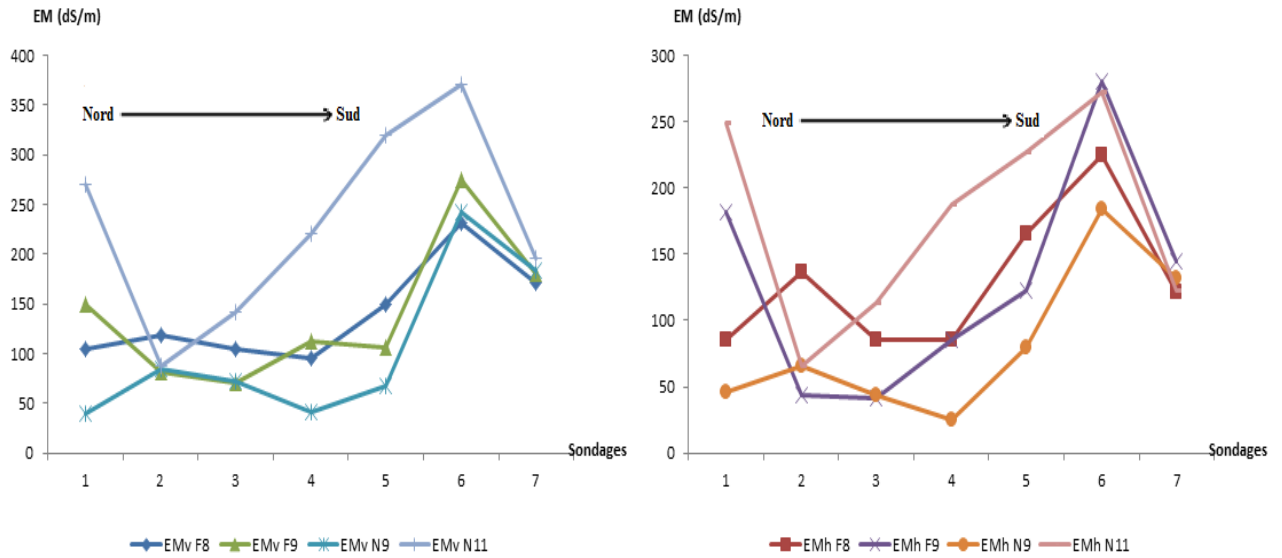 EM (dS/m)
400
350
300
250
200
150
100
50
0
Nord
Sud
Sondages
1 2 3 4 5 6 7
EMv F8 EMv F9 EMv N9 EMv N11
EM (dS/m)
300
250
200
150
100
50
0
Nord
Sud
Sondages
1 2 3 4 5 6 7
EMh F8 EMh F9 EMh N9 EMh N11